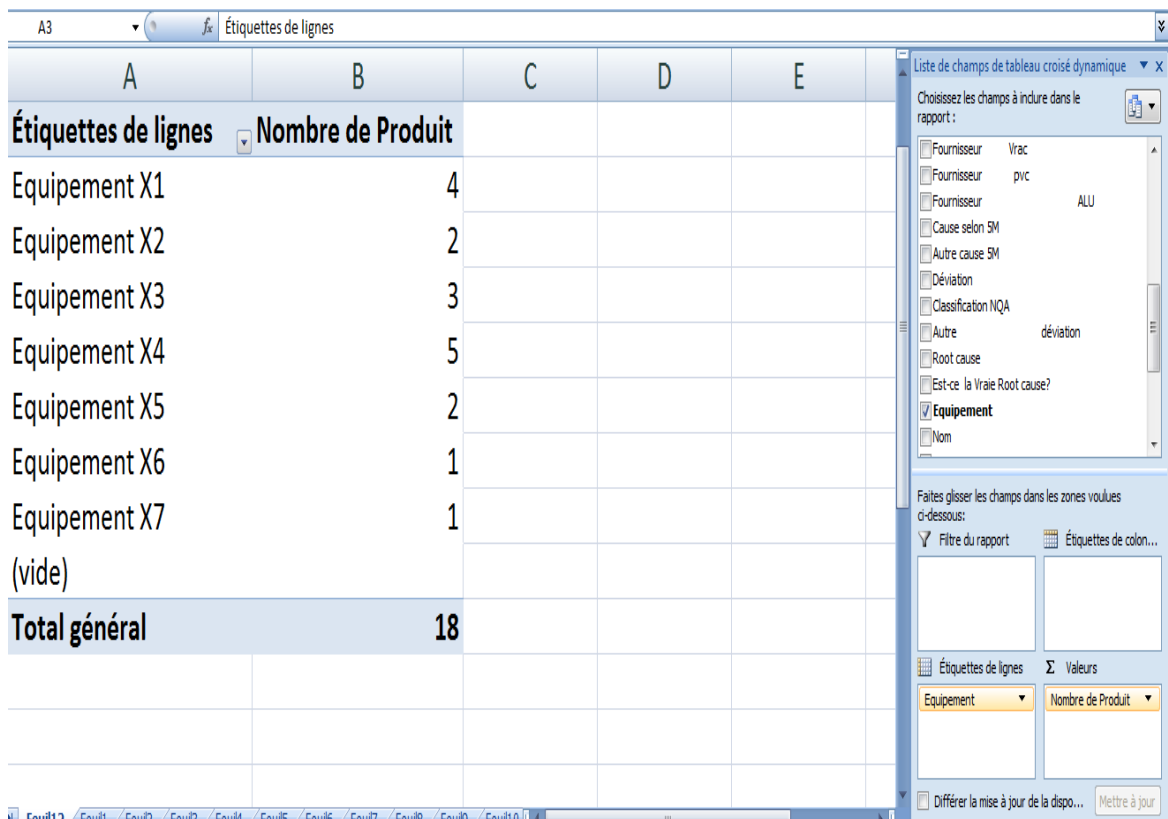 A3 fx Étiquettes de lignes
A B C D E
Étiquettes de lignes Nombre de Produit
Equipement X1 4
Equipement X2 2
Equipement X3 3
Equipement X4 5
Equipement X5 2
Equipement X6 1
Equipement X7 1
(vide)
Total général 18
Feuil12 Feuil1 Feuil2 Feuil3 Feuil4 Feuil5 Feuil6 Feuil7 Feuil8 Feuil9 Feuil10
Liste de champs de tableau croisé dynamique
Choisissez les champs à inclure dans le
rapport :
Fournisseur Vrac
Fournisseur pvc
Fournisseur ALU
Cause selon 5M
Autre cause 5M
Déviation
Classification NQA
Autre déviation
Root cause
Est-ce la Vraie Root cause?
Equipement
Nom
Faites glisser les champs dans les zones voulues
ci-dessous:
Filtre du rapport Étiquettes de colon...
Étiquettes de lignes Σ Valeurs
Equipement Nombre de Produit
Différer la mise à jour de la dispo... Mettre à jour